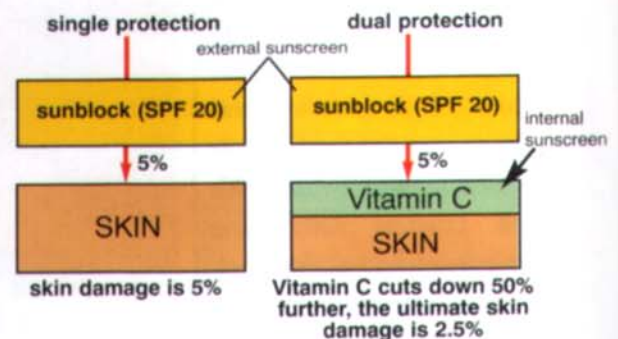 single protection
dual protection
external sunscreen
sunblock (SPF 20)
sunblock (SPF 20)
internal
sunscreen
5%
5%
SKIN
Vitamin C
SKIN
skin damage is 5%
Vitamin C cuts down 50%
further, the ultimate skin
damage is 2.5%